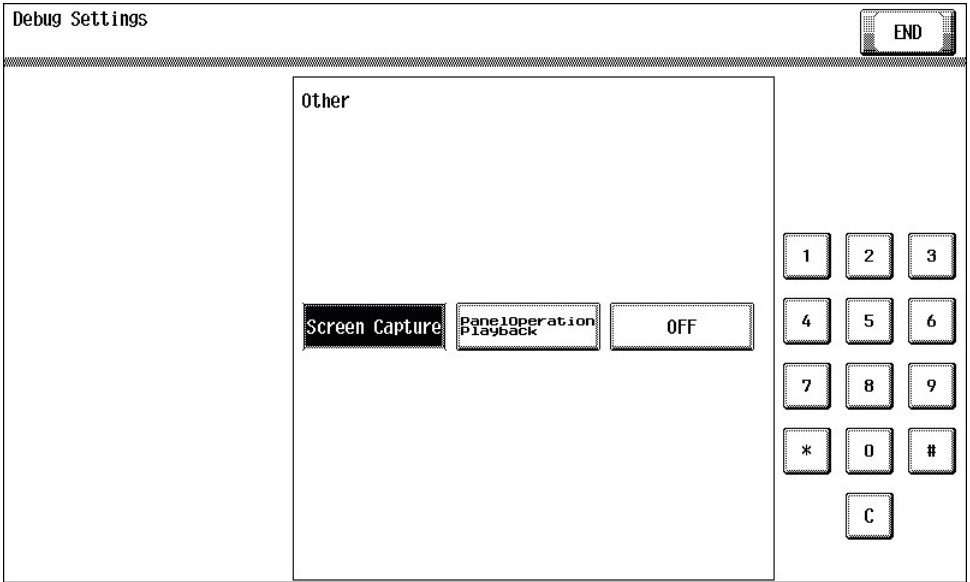 Debug Settings
END
Other
Screen Capture
PanelOperation
Playback
OFF
1 2 3
4 5 6
7 8 9
* 0 #
C